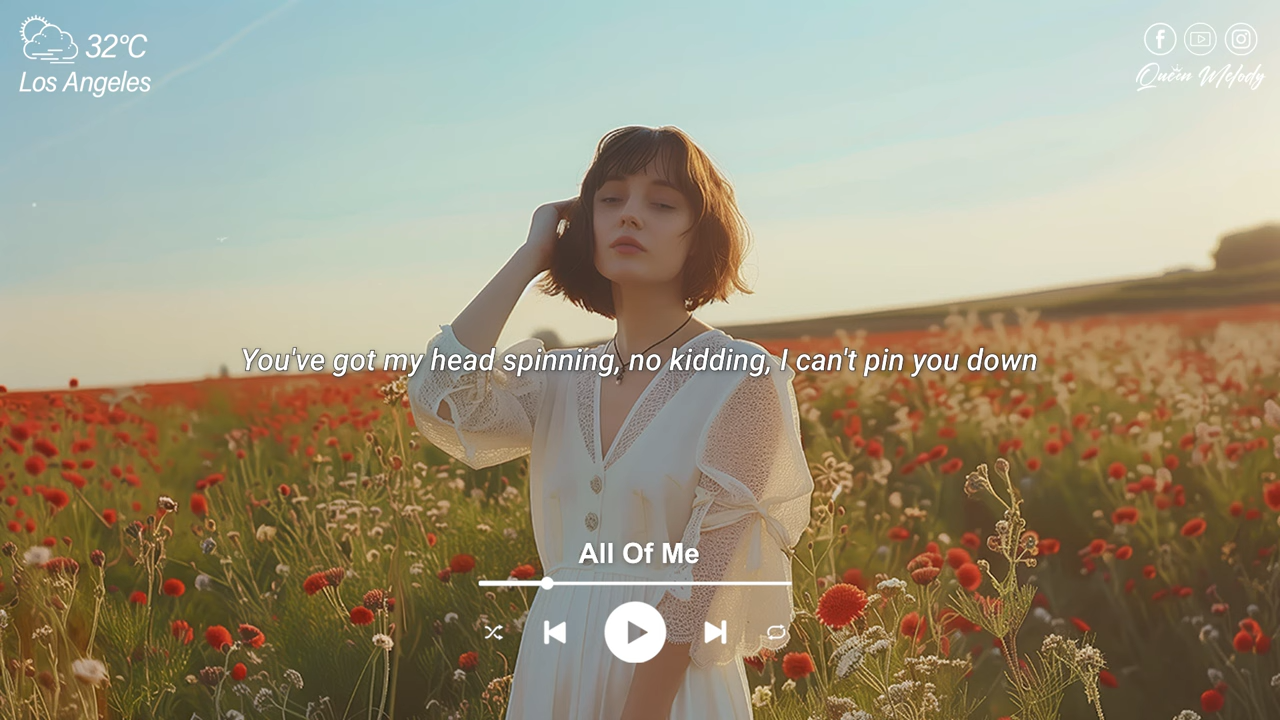 32°C
Los Angeles
Queen Melody
You've got my head spinning, no kidding, I can't pin you down
All Of Me